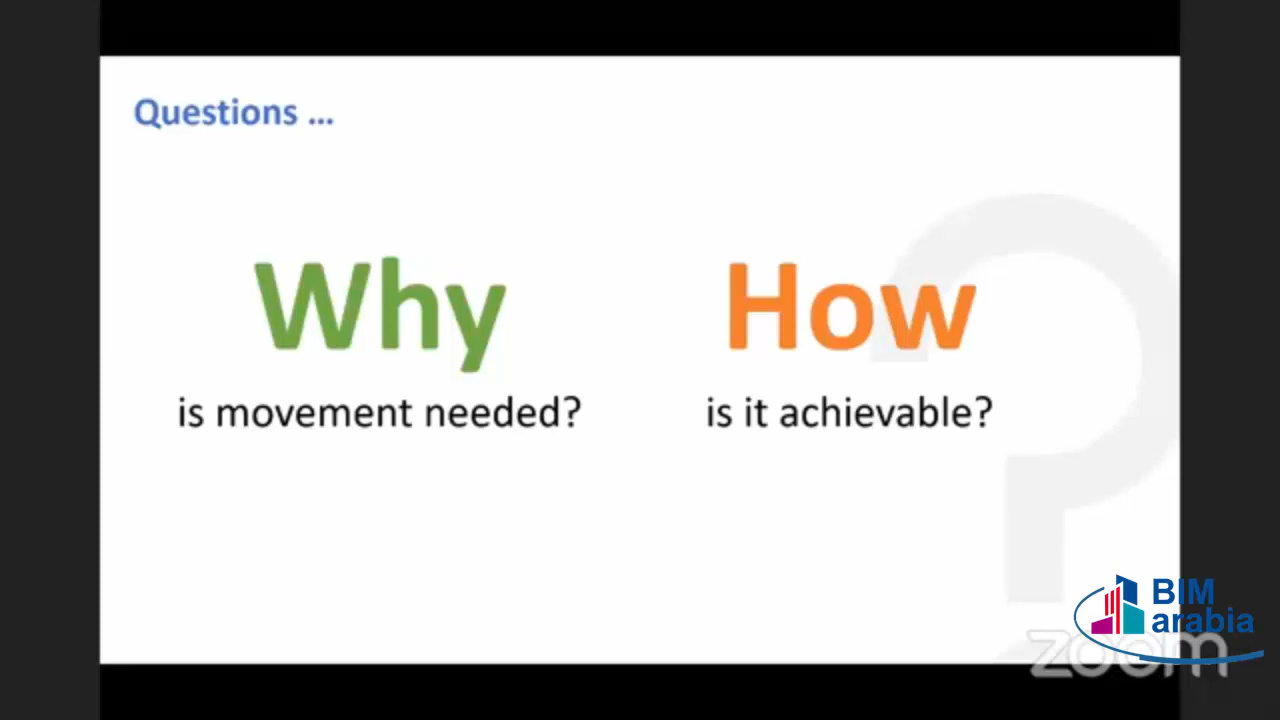 Questions ...
Why
is movement needed?
How
is it achievable?
BIM
arabia
zoom